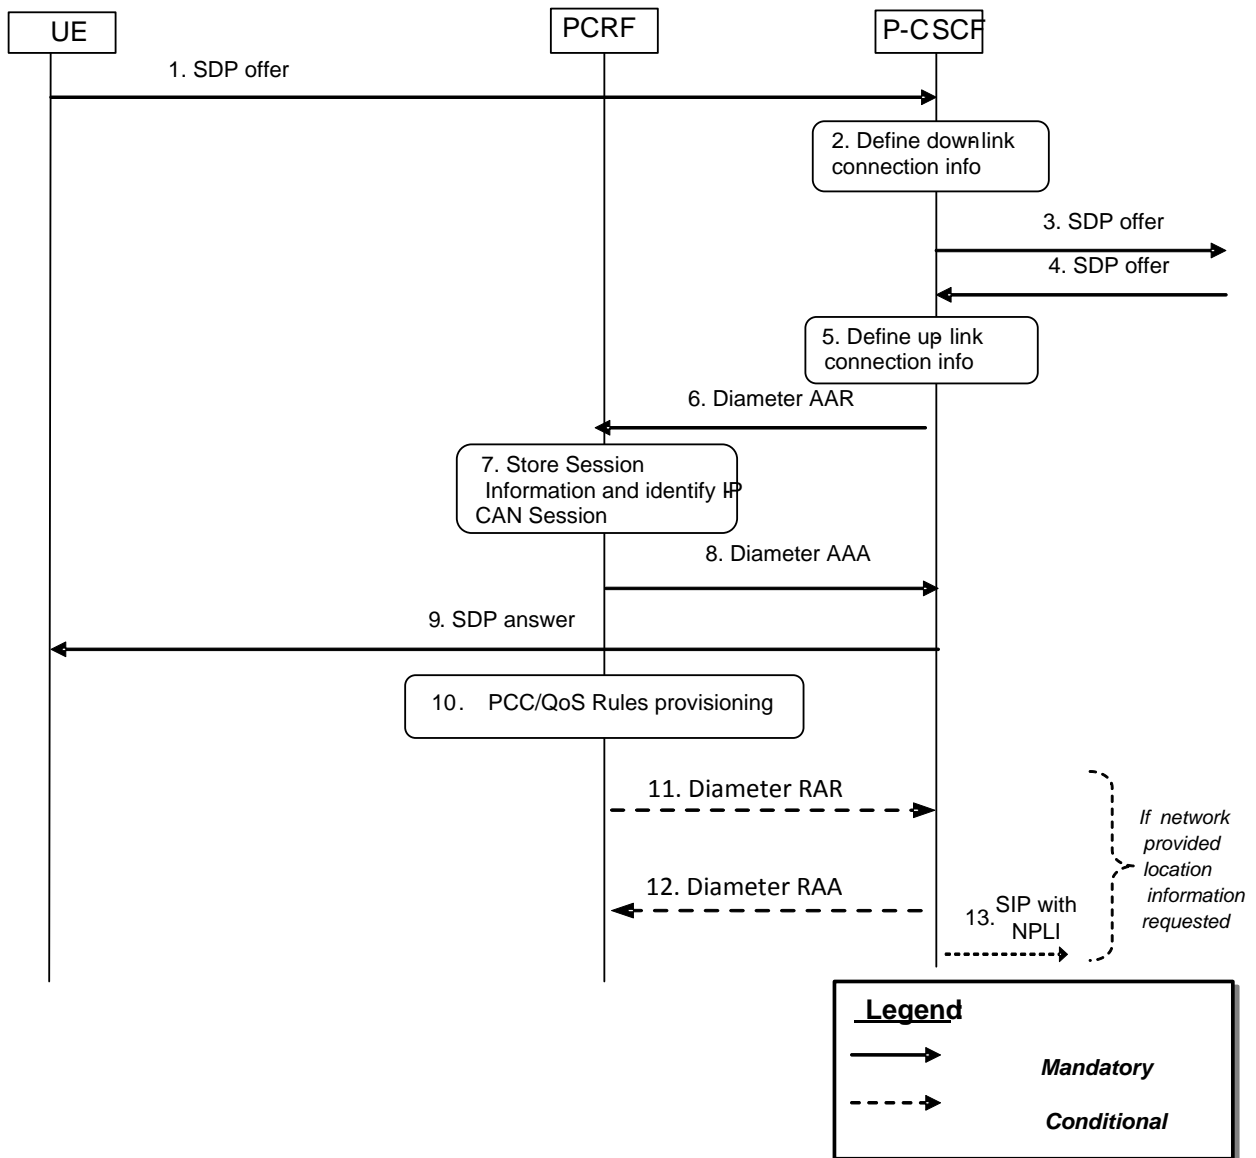 UE
PCRF
P-CSCF
1. SDP offer
2. Define down-link
connection info
3. SDP offer
4. SDP offer
5. Define up-link
connection info
6. Diameter AAR
7. Store Session
Information and identify IP-
CAN Session
8. Diameter AAA
9. SDP answer
10. PCC/QoS Rules provisioning
11. Diameter RAR
12. Diameter RAA
13. SIP with
NPLI
If network
provided
location
information
requested
Legend:
Mandatory
Conditional